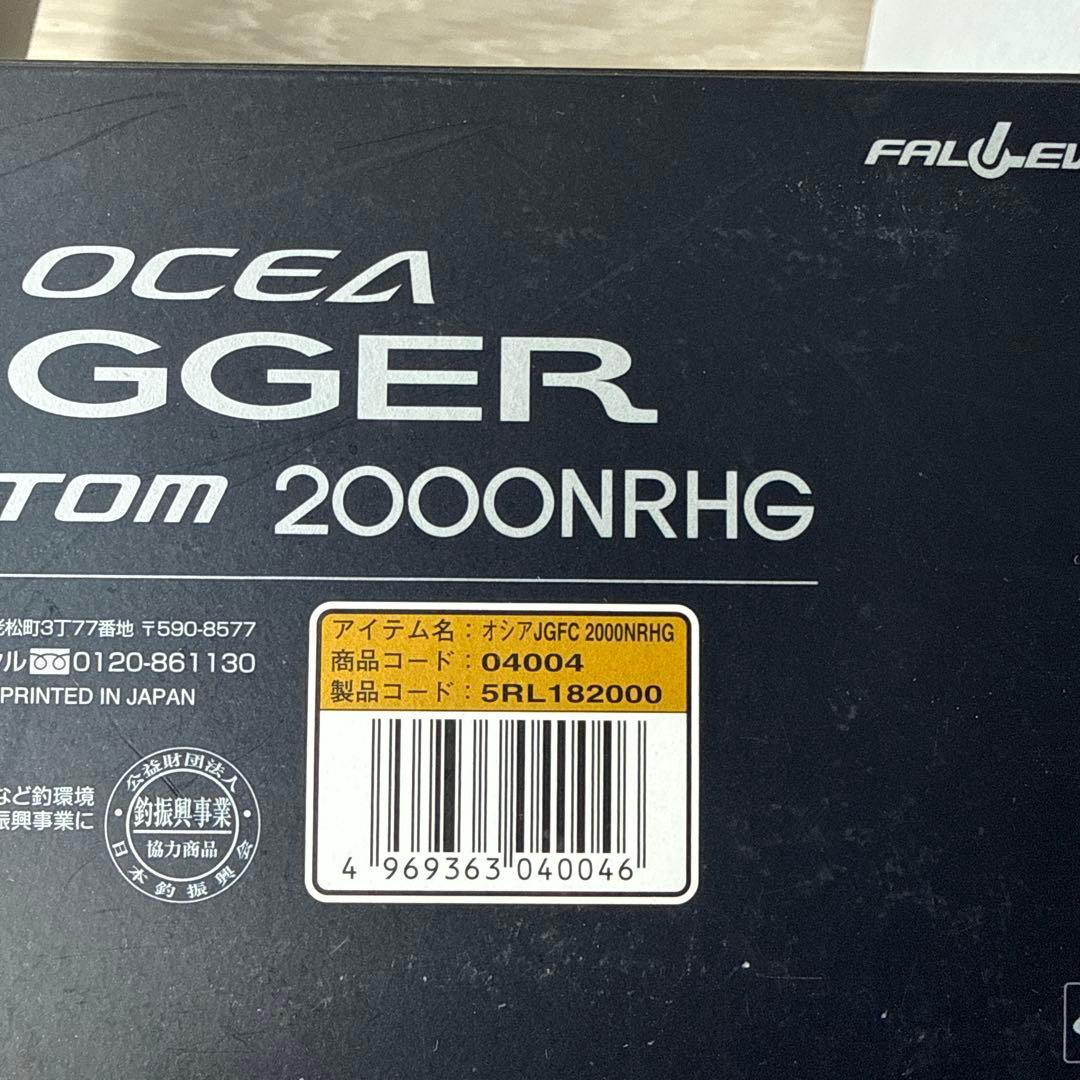 FAL
OCEA
GGER
TOM 2000NRHG
松町3丁77番地 〒590-8577
ル 0120-861130
PRINTED IN JAPAN
アイテム名：オシアJGFC 2000NRHG
商品コード：04004
製品コード：5RL182000
4 969363 040046
など釣環境
振興事業に
公益財団法人
釣振興事業
協力商品
日本釣振興会